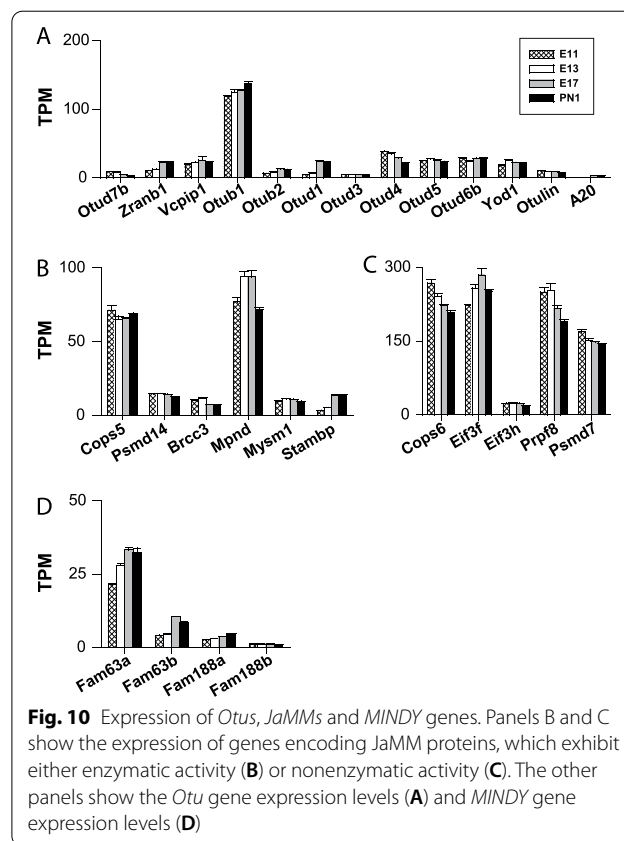 A
200
E11
E13
E17
PN1
TPM
100
0
Otud7b
Zranb1
Vcpip1
Otub1
Otub2
Otud1
Otud3
Otud4
Otud5
Otud6b
Yod1
Otulin
A20
B
100
TPM
50
0
Cops5
Psmd14
Brcc3
Mpnd
Mysm1
Stambp
C
300
150
0
Cops6
Eif3f
Eif3h
Prpf8
Psmd7
D
50
TPM
25
0
Fam63a
Fam63b
Fam188a
Fam188b
Fig. 10 Expression of Otus, JaMMs and MINDY genes. Panels B and C
show the expression of genes encoding JaMM proteins, which exhibit
either enzymatic activity (B) or nonenzymatic activity (C). The other
panels show the Otu gene expression levels (A) and MINDY gene
expression levels (D)